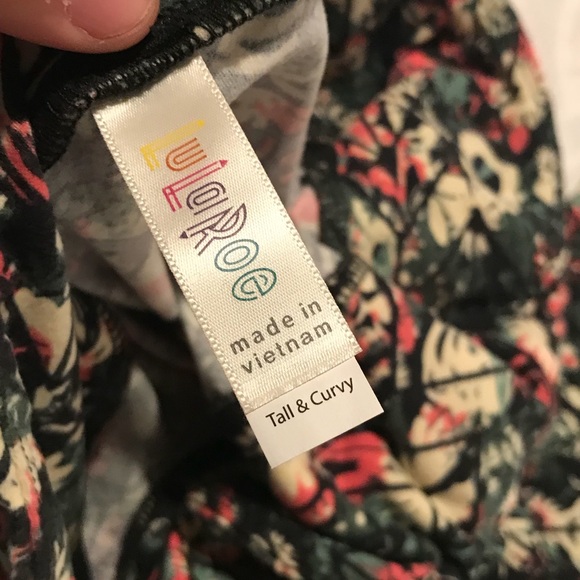 LuLaRoe
made in
vietnam
Tall & Curvy